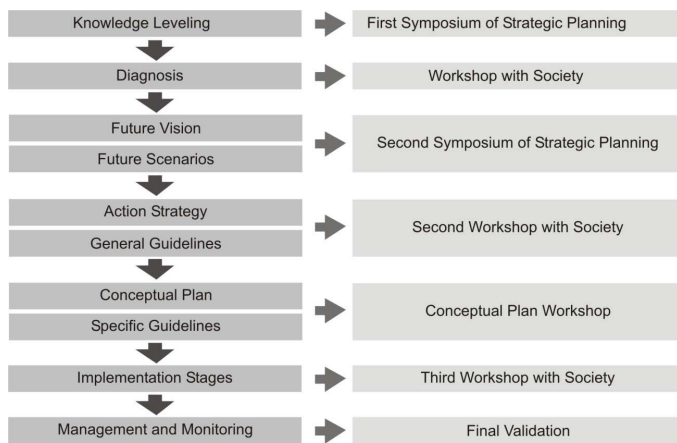 Knowledge Leveling
First Symposium of Strategic Planning
Diagnosis
Workshop with Society
Future Vision
Future Scenarios
Second Symposium of Strategic Planning
Action Strategy
General Guidelines
Second Workshop with Society
Conceptual Plan
Specific Guidelines
Conceptual Plan Workshop
Implementation Stages
Third Workshop with Society
Management and Monitoring
Final Validation